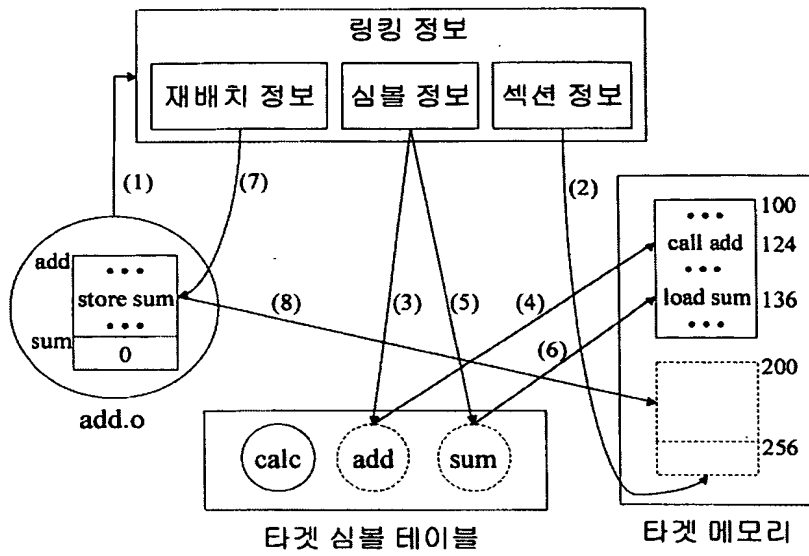 링킹 정보
재배치 정보
심볼 정보
섹션 정보
(1)
(7)
(2)
add
• • •
store sum
• • •
sum
0
add.o
(8)
(3)
(5)
(4)
(6)
• • •
100
call add
124
• • •
load sum
136
• • •
200
256
calc
add
sum
타겟 심볼 테이블
타겟 메모리